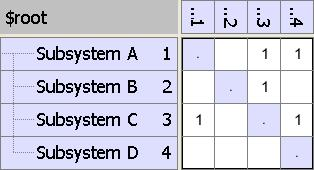 $root ...1 ...2 ...3 ...4
Subsystem A 1 . 1 1
Subsystem B 2 . 1
Subsystem C 3 1 . 1
Subsystem D 4 .